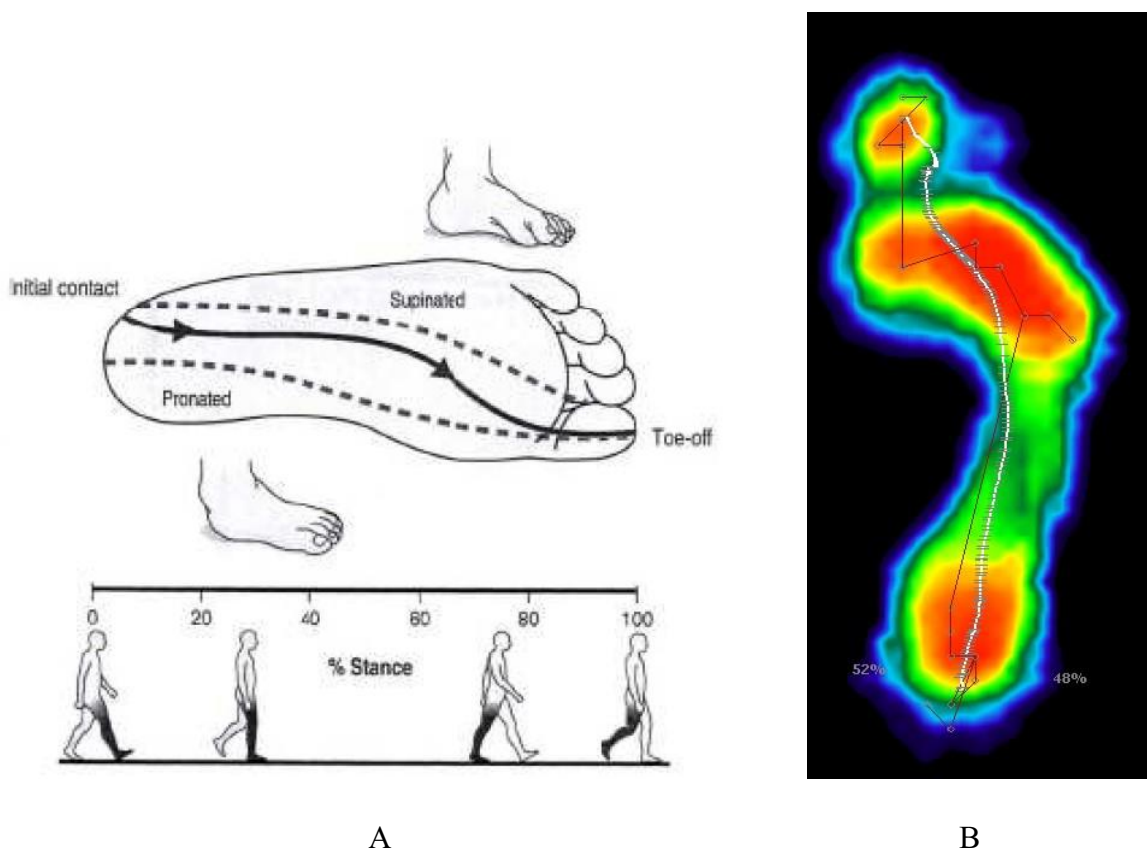 Initial contact
Supinated
Pronated
Toe-off
0 20 40 60 80 100
% Stance
52%
48%
A
B